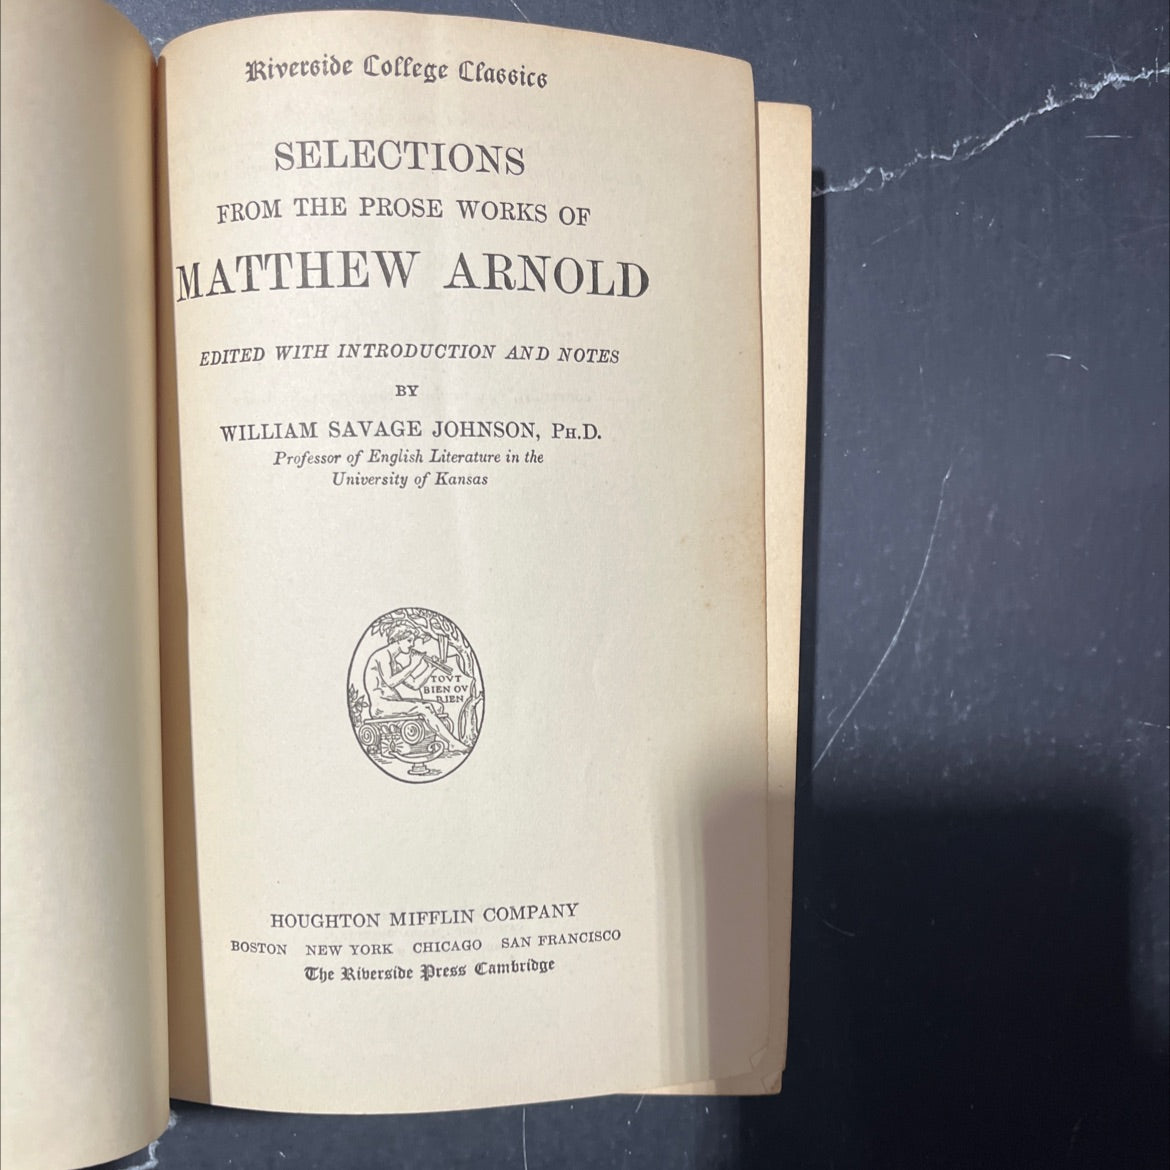 Riverside College Classics
SELECTIONS
FROM THE PROSE WORKS OF
MATTHEW ARNOLD
EDITED WITH INTRODUCTION AND NOTES
BY
WILLIAM SAVAGE JOHNSON, PH.D.
Professor of English Literature in the
University of Kansas
TOVT
BIEN OV
RIEN
HOUGHTON MIFFLIN COMPANY
BOSTON NEW YORK CHICAGO SAN FRANCISCO
The Riverside Press Cambridge